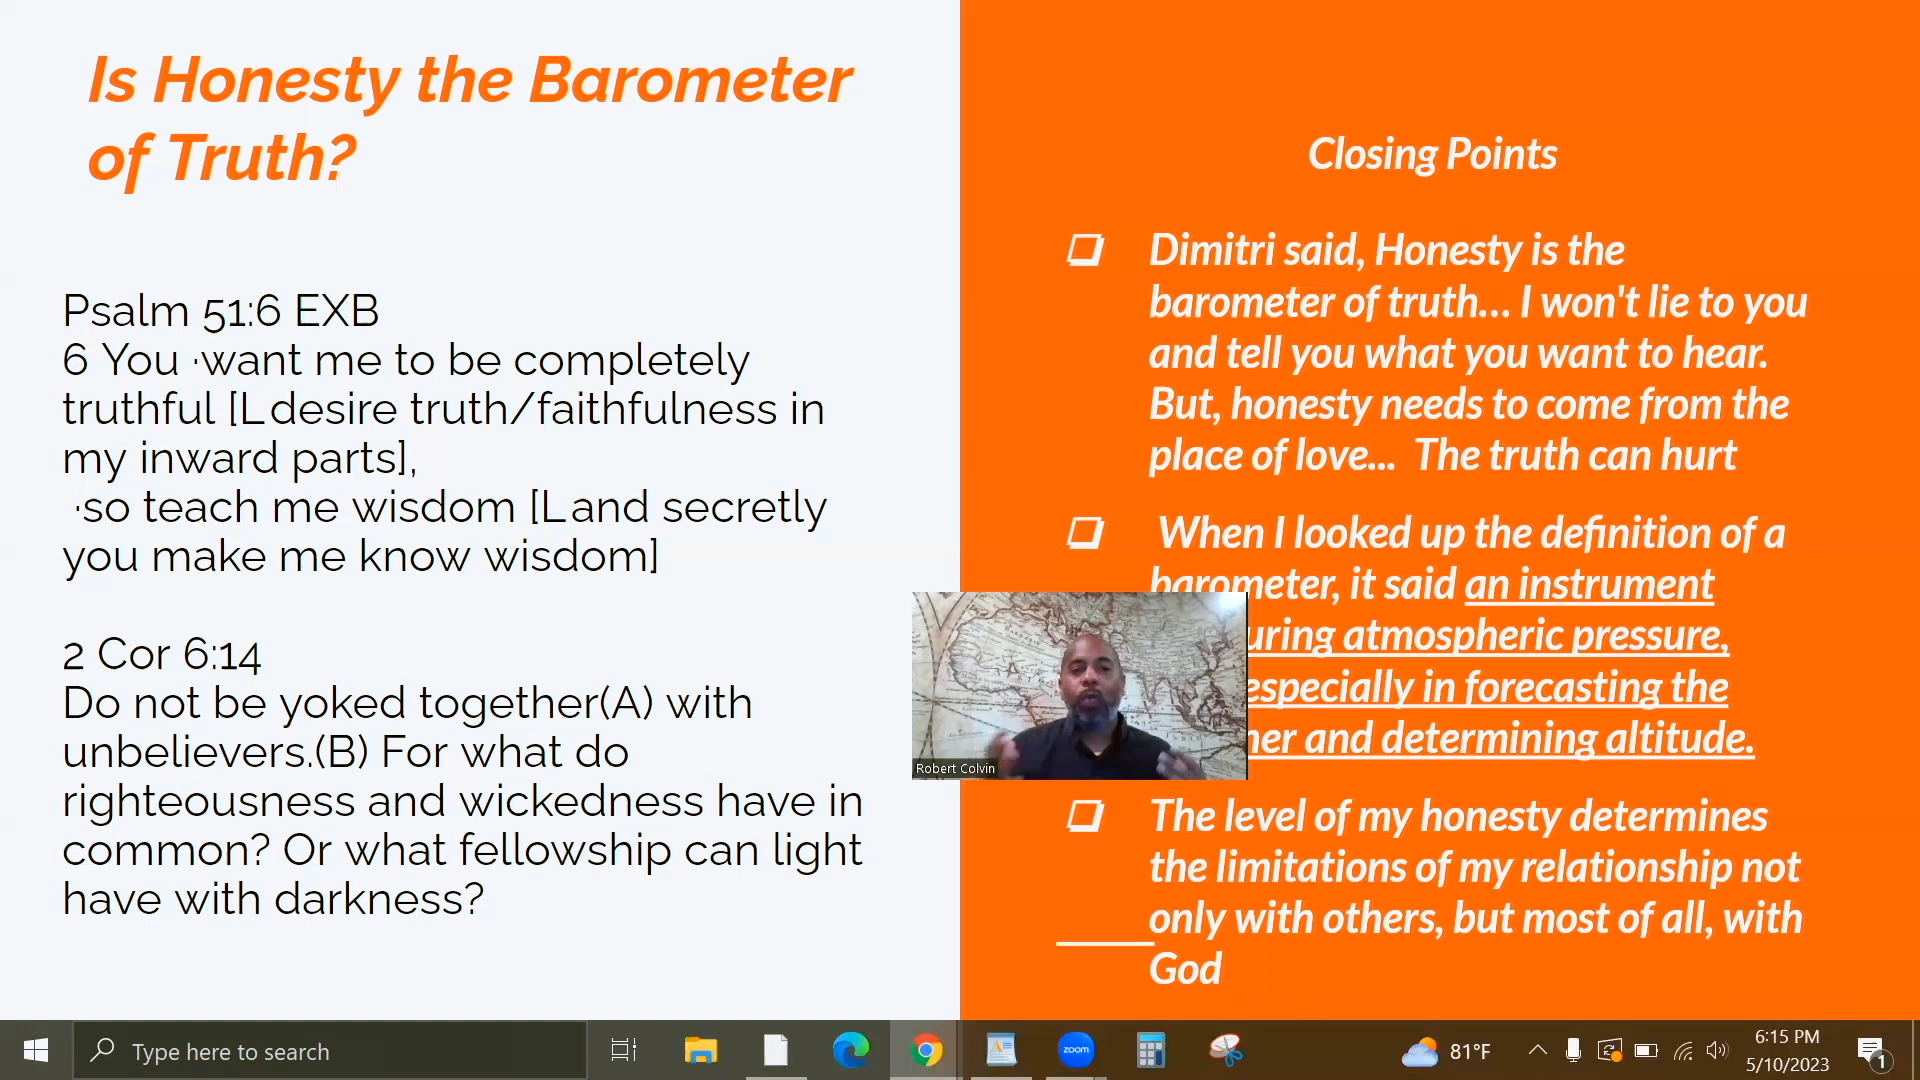 Is Honesty the Barometer
of Truth?
Psalm 51:6 EXB
6 You ·want me to be completely
truthful [L desire truth/faithfulness in
my inward parts],
·so teach me wisdom [L and secretly
you make me know wisdom]
2 Cor 6:14
Do not be yoked together(A) with
unbelievers.(B) For what do
righteousness and wickedness have in
common? Or what fellowship can light
have with darkness?
Closing Points
Dimitri said, Honesty is the
barometer of truth... I won't lie to you
and tell you what you want to hear.
But, honesty needs to come from the
place of love... The truth can hurt
When I looked up the definition of a
barometer, it said an instrument
atmospheric pressure,
especially in forecasting the
and determining altitude.
The level of my honesty determines
the limitations of my relationship not
only with others, but most of all, with
God
Robert Colvin
Type here to search
zoom
81°F
6:15 PM
5/10/2023
1